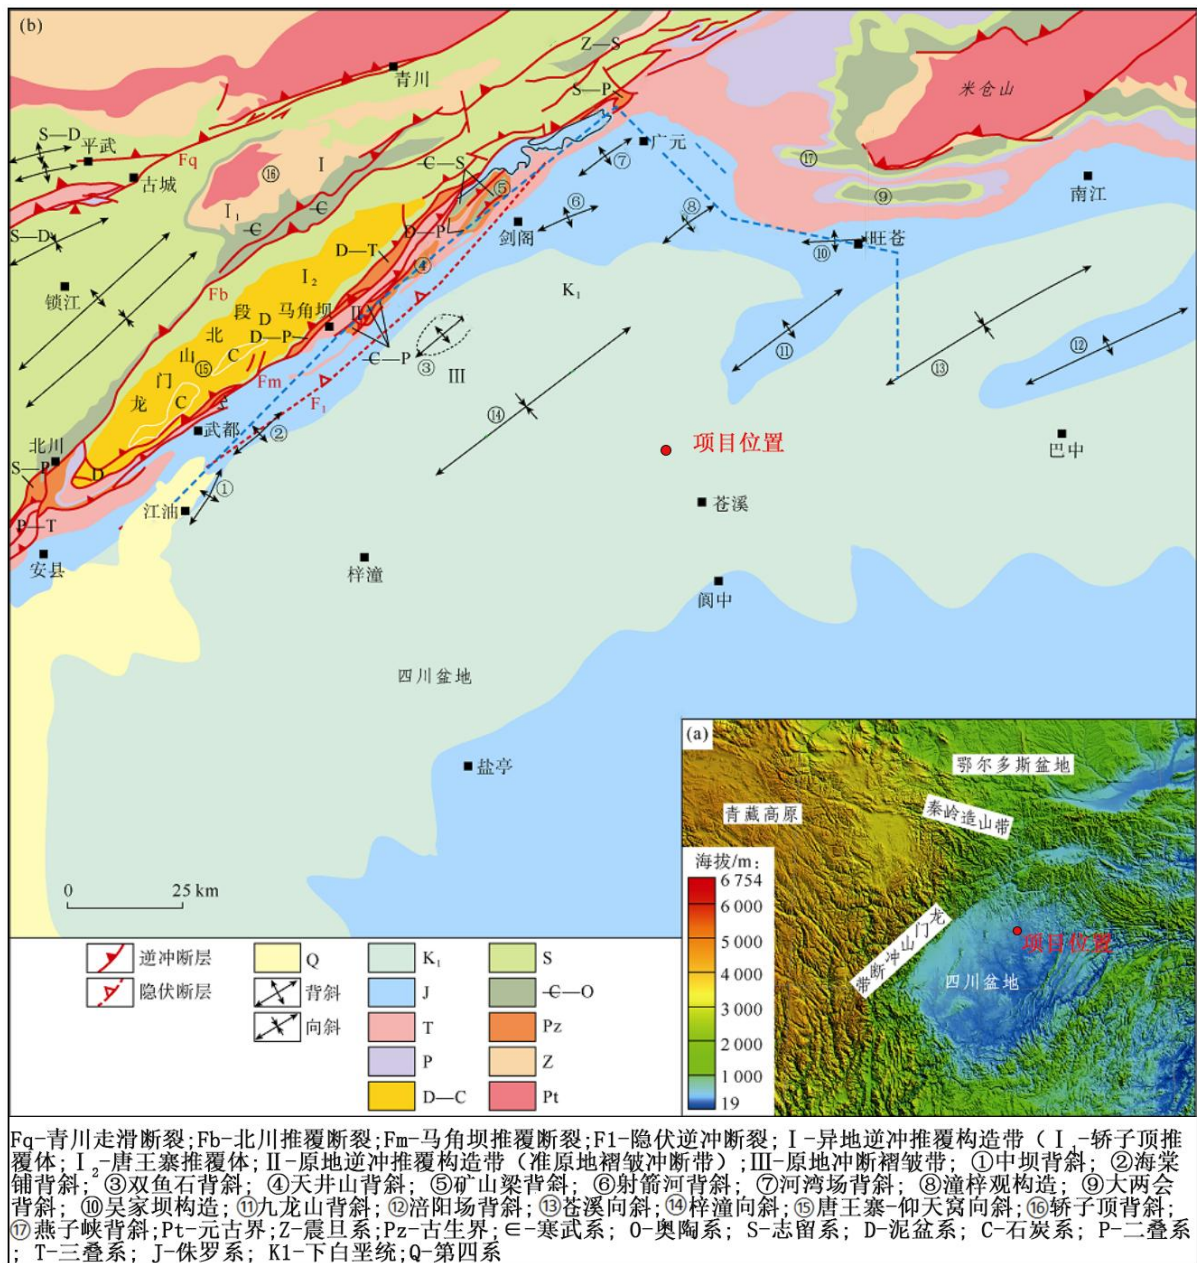 (b)
Z—S
青川
米仓山
S—P
S—D
平武
Fq
古城
⑯
I
Є—S
⑦
广元
⑰
⑤
⑥
⑨
南江
I₁
Є
Є
S—D
D—P
剑阁
⑧
⑩
旺苍
D—T
④
I₂
K₁
锁江
Fb
马角坝
II
段
D
北
D—P
Є—P
③
III
⑪
⑫
⑬
山
C
⑮
Fm
门
龙
C
F₁
⑭
武都
②
项目位置
巴中
北川
S—P
D
①
江油
苍溪
P—T
安县
梓潼
阆中
四川盆地
盐亭
0 25 km
(a)
鄂尔多斯盆地
青藏高原
秦岭造山带
海拔/m:
6 754
6 000
5 000
4 000
3 000
2 000
1 000
19
龙门山冲断带
项目位置
四川盆地
逆冲断层
隐伏断层
Q
背斜
向斜
K₁
J
T
P
D—C
S
Є—O
Pz
Z
Pt
Fq-青川走滑断裂;Fb-北川推覆断裂;Fm-马角坝推覆断裂;F1-隐伏逆冲断裂;Ⅰ-异地逆冲推覆构造带（Ⅰ₁-轿子顶推
覆体;Ⅰ₂-唐王寨推覆体;Ⅱ-原地逆冲推覆构造带（准原地褶皱冲断带）;Ⅲ-原地冲断褶皱带; ①中坝背斜; ②海棠
铺背斜; ③双鱼石背斜; ④天井山背斜; ⑤矿山梁背斜; ⑥射箭河背斜; ⑦河湾场背斜; ⑧潼梓观构造; ⑨大两会
背斜; ⑩吴家坝构造;⑪九龙山背斜;⑫涪阳场背斜;⑬苍溪向斜;⑭梓潼向斜;⑮唐王寨-仰天窝向斜;⑯轿子顶背斜;
⑰燕子峡背斜;Pt-元古界;Z-震旦系;Pz-古生界;∈-寒武系; O-奥陶系; S-志留系; D-泥盆系; C-石炭系; P-二叠系
; T-三叠系; J-侏罗系; K1-下白垩统;Q-第四系